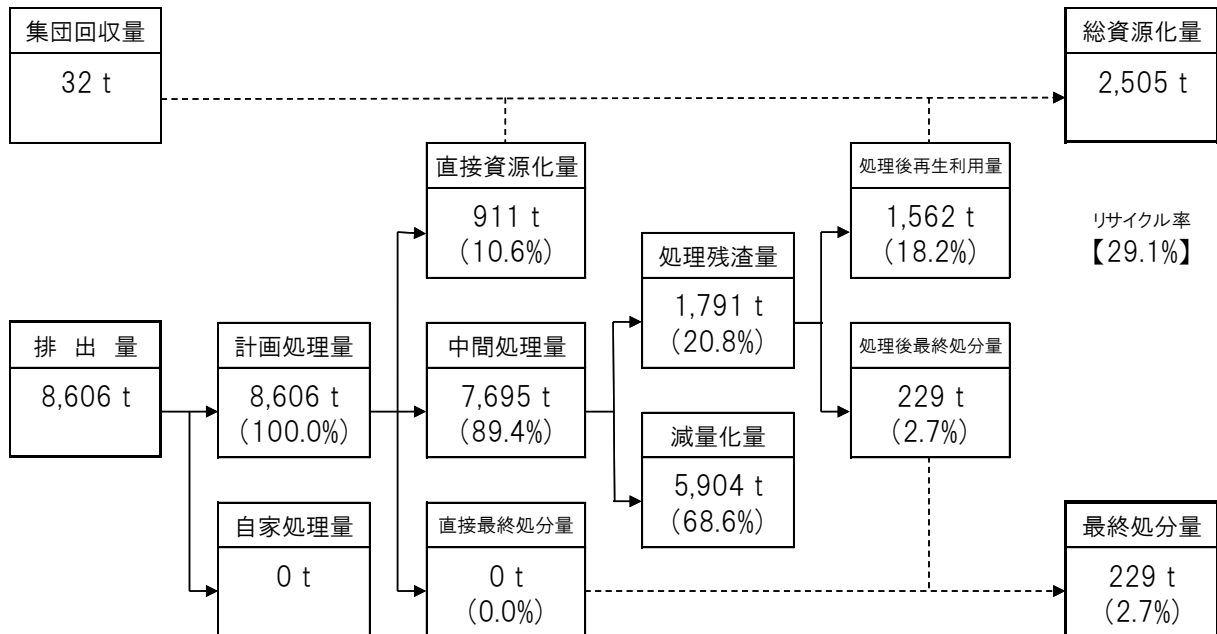 集団回収量
32 t
総資源化量
2,505 t
直接資源化量
911 t
(10.6%)
処理後再生利用量
1,562 t
(18.2%)
リサイクル率
【29.1%】
処理残渣量
1,791 t
(20.8%)
排 出 量
8,606 t
計画処理量
8,606 t
(100.0%)
中間処理量
7,695 t
(89.4%)
処理後最終処分量
229 t
(2.7%)
減量化量
5,904 t
(68.6%)
自家処理量
0 t
直接最終処分量
0 t
(0.0%)
最終処分量
229 t
(2.7%)